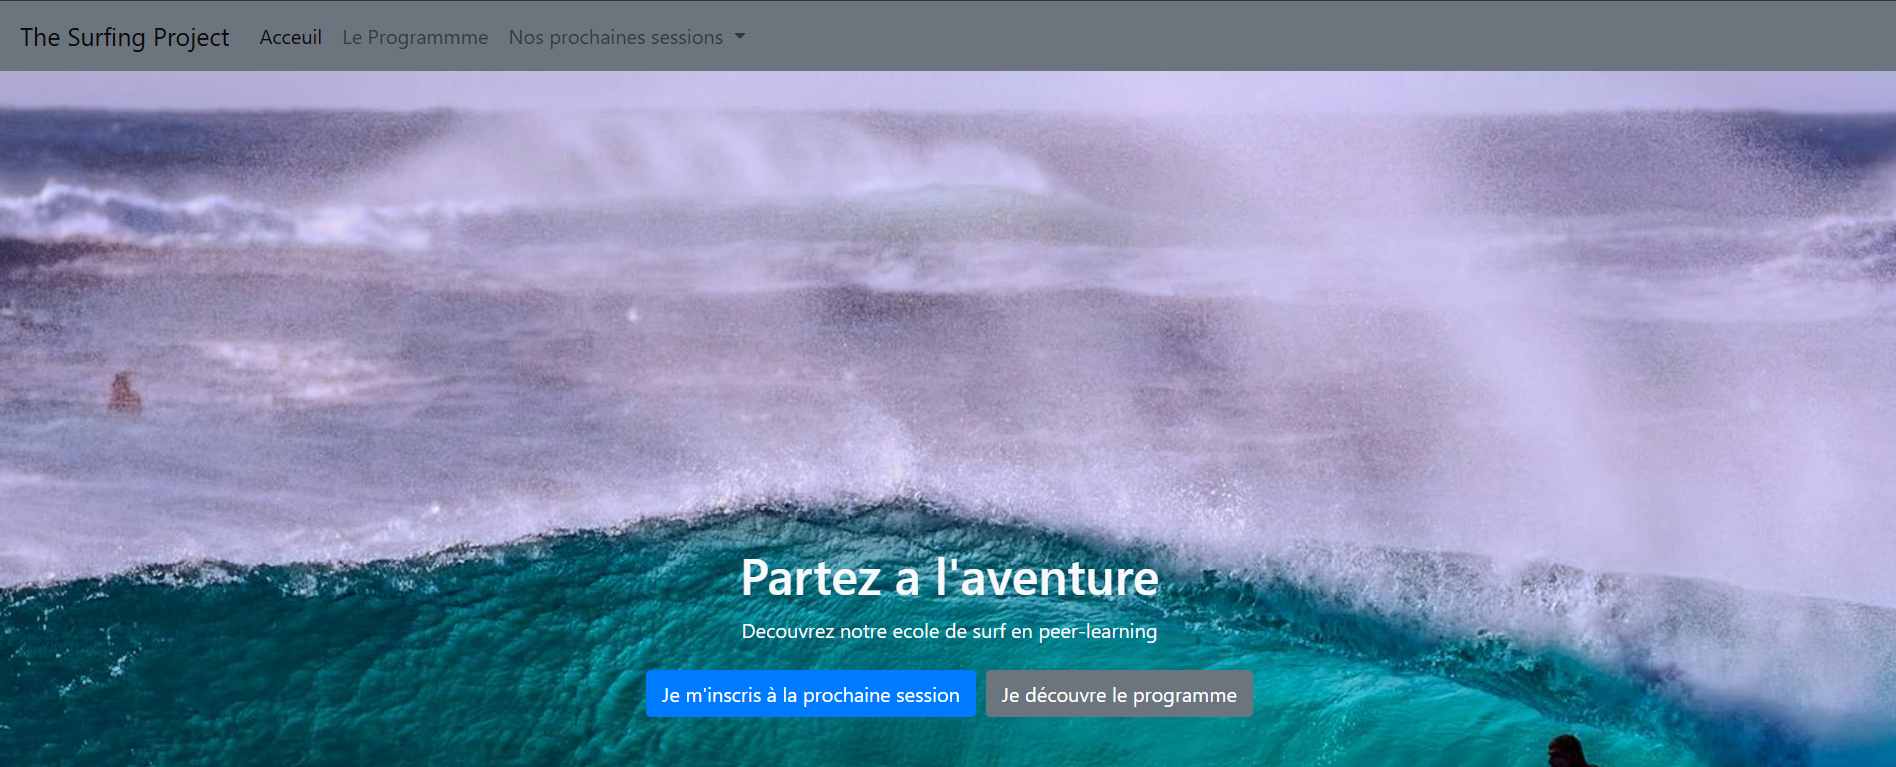 The Surfing Project Acceuil Le Programmme Nos prochaines sessions
Partez a l'aventure
Decouvrez notre ecole de surf en peer-learning
Je m'inscris à la prochaine session Je découvre le programme